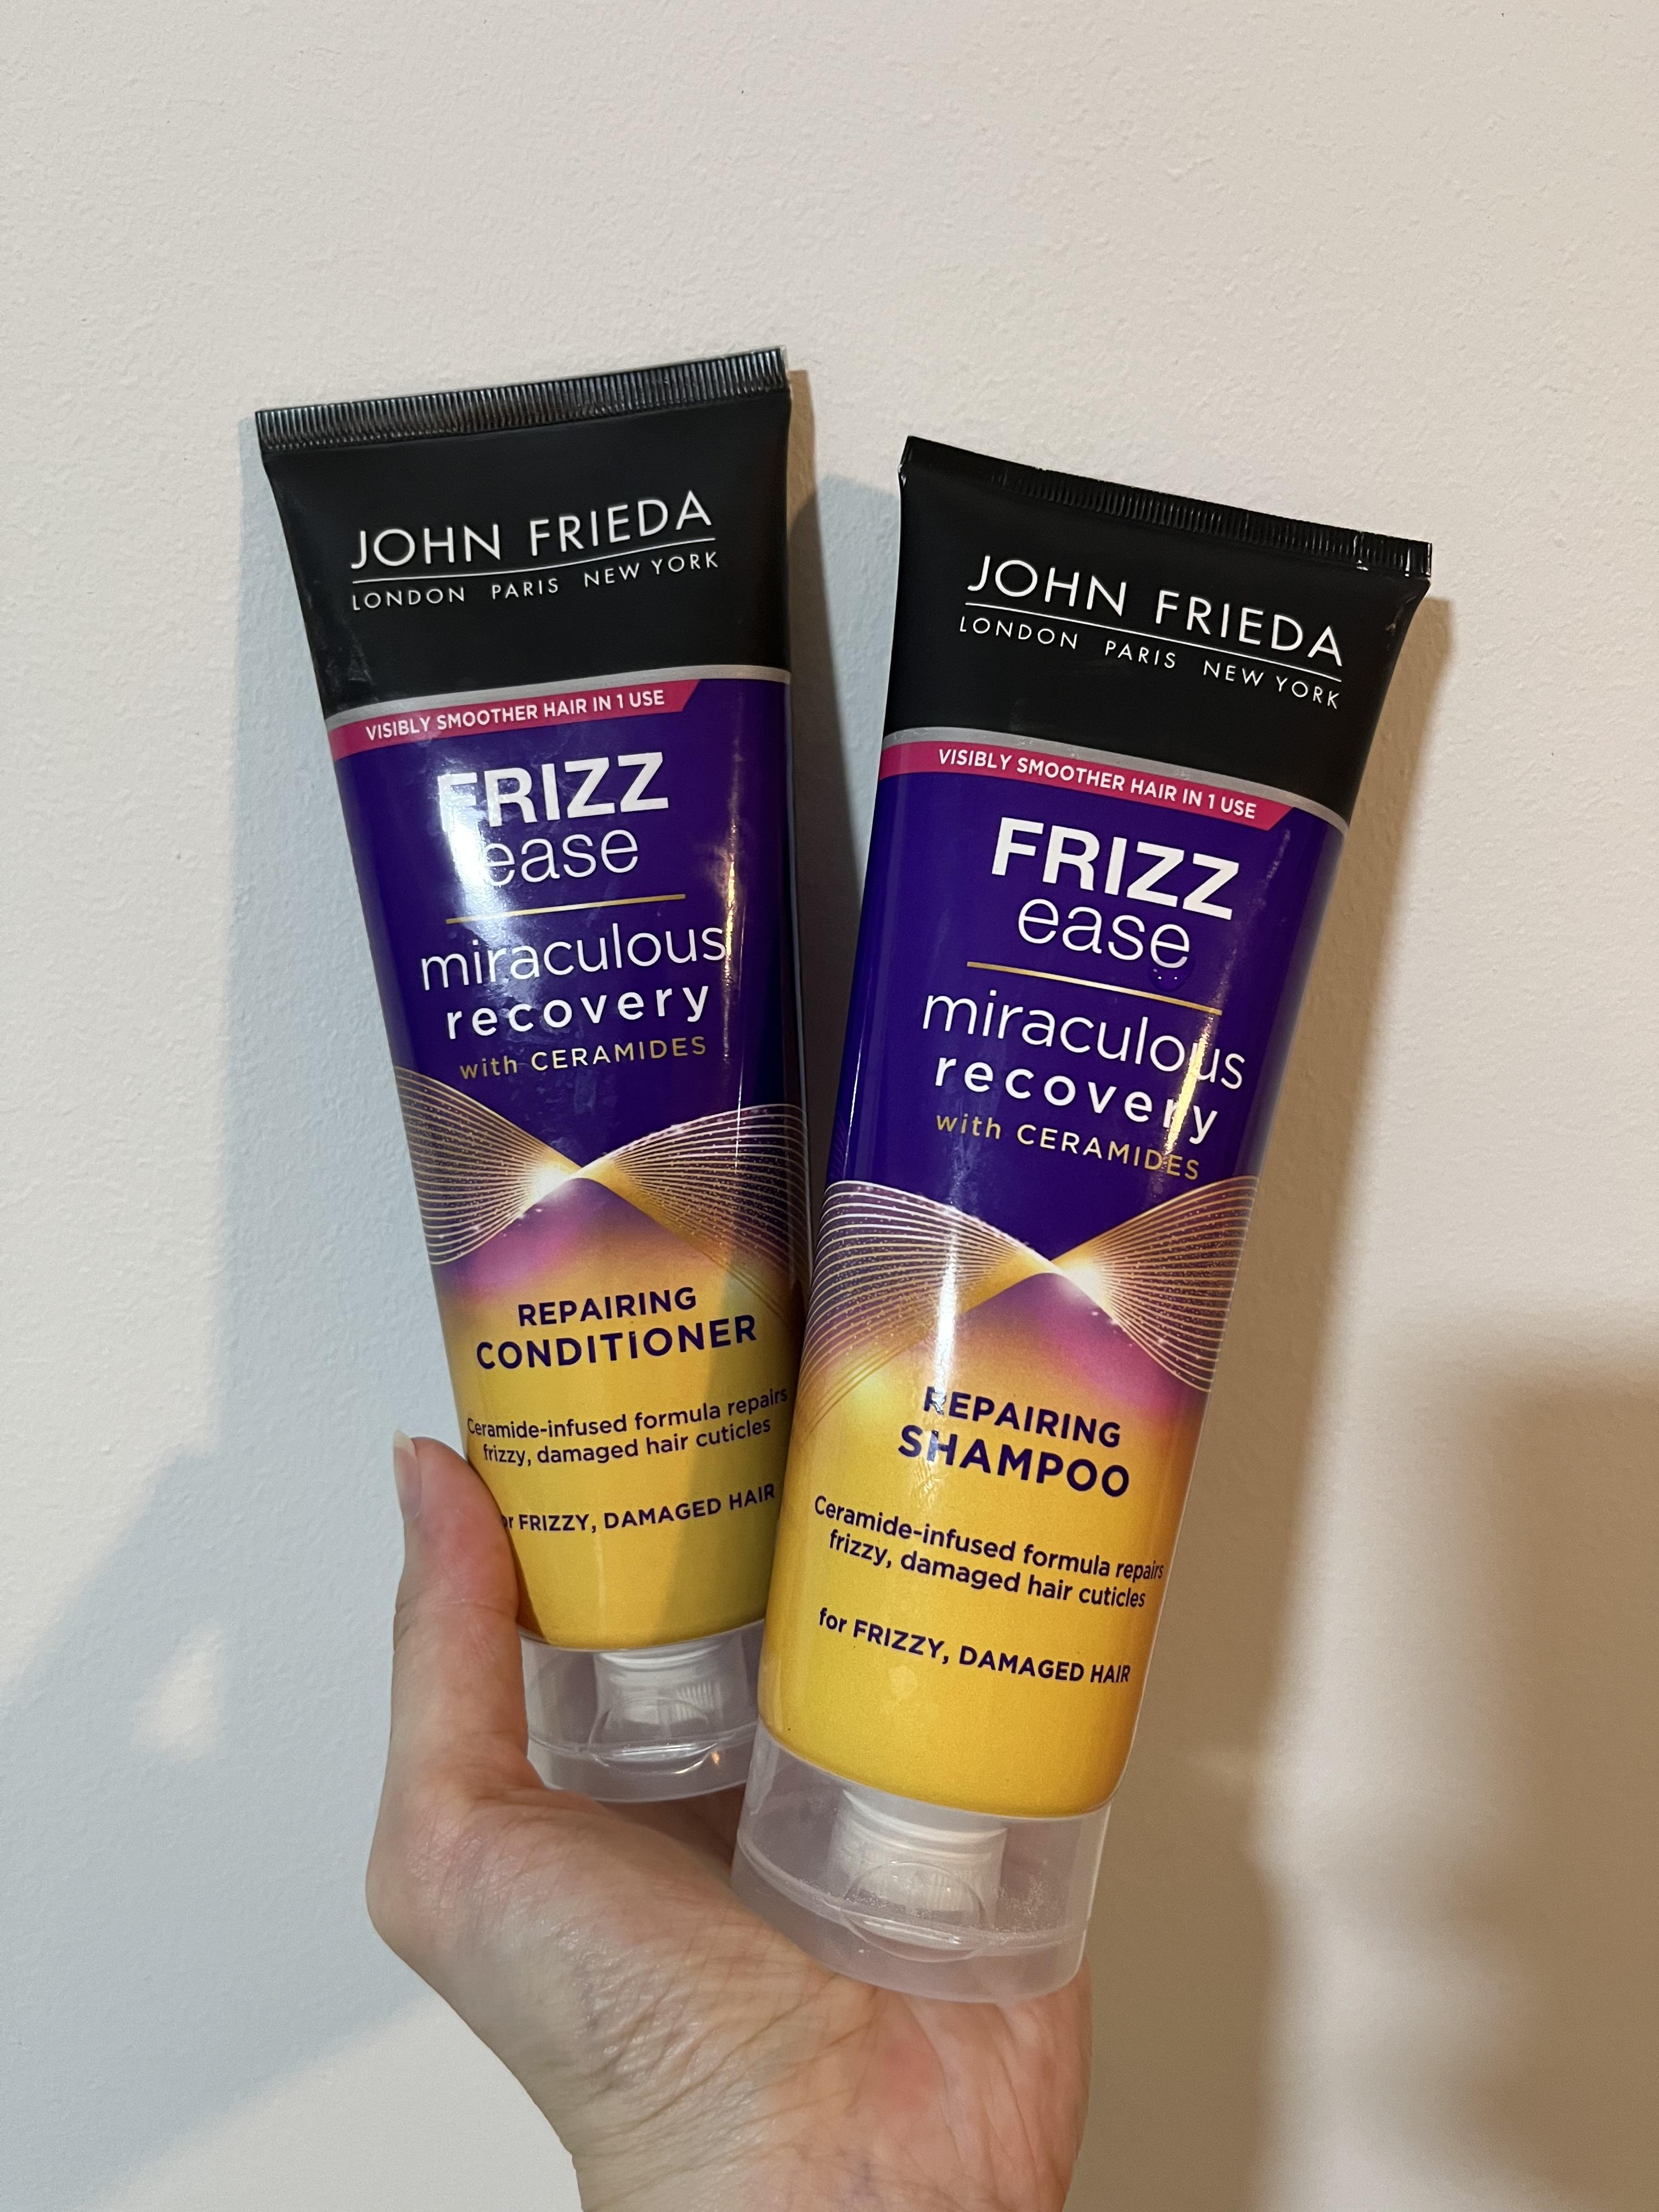 JOHN FRIEDA
LONDON PARIS NEW YORK
VISIBLY SMOOTHER HAIR IN 1 USE
FRIZZ
ease
miraculous
recovery
with CERAMIDES
REPAIRING
CONDITIONER
Ceramide-infused formula repairs
frizzy, damaged hair cuticles
for FRIZZY, DAMAGED HAIR
JOHN FRIEDA
LONDON PARIS NEW YORK
VISIBLY SMOOTHER HAIR IN 1 USE
FRIZZ
ease
miraculous
recovery
with CERAMIDES
REPAIRING
SHAMPOO
Ceramide-infused formula repairs
frizzy, damaged hair cuticles
for FRIZZY, DAMAGED HAIR